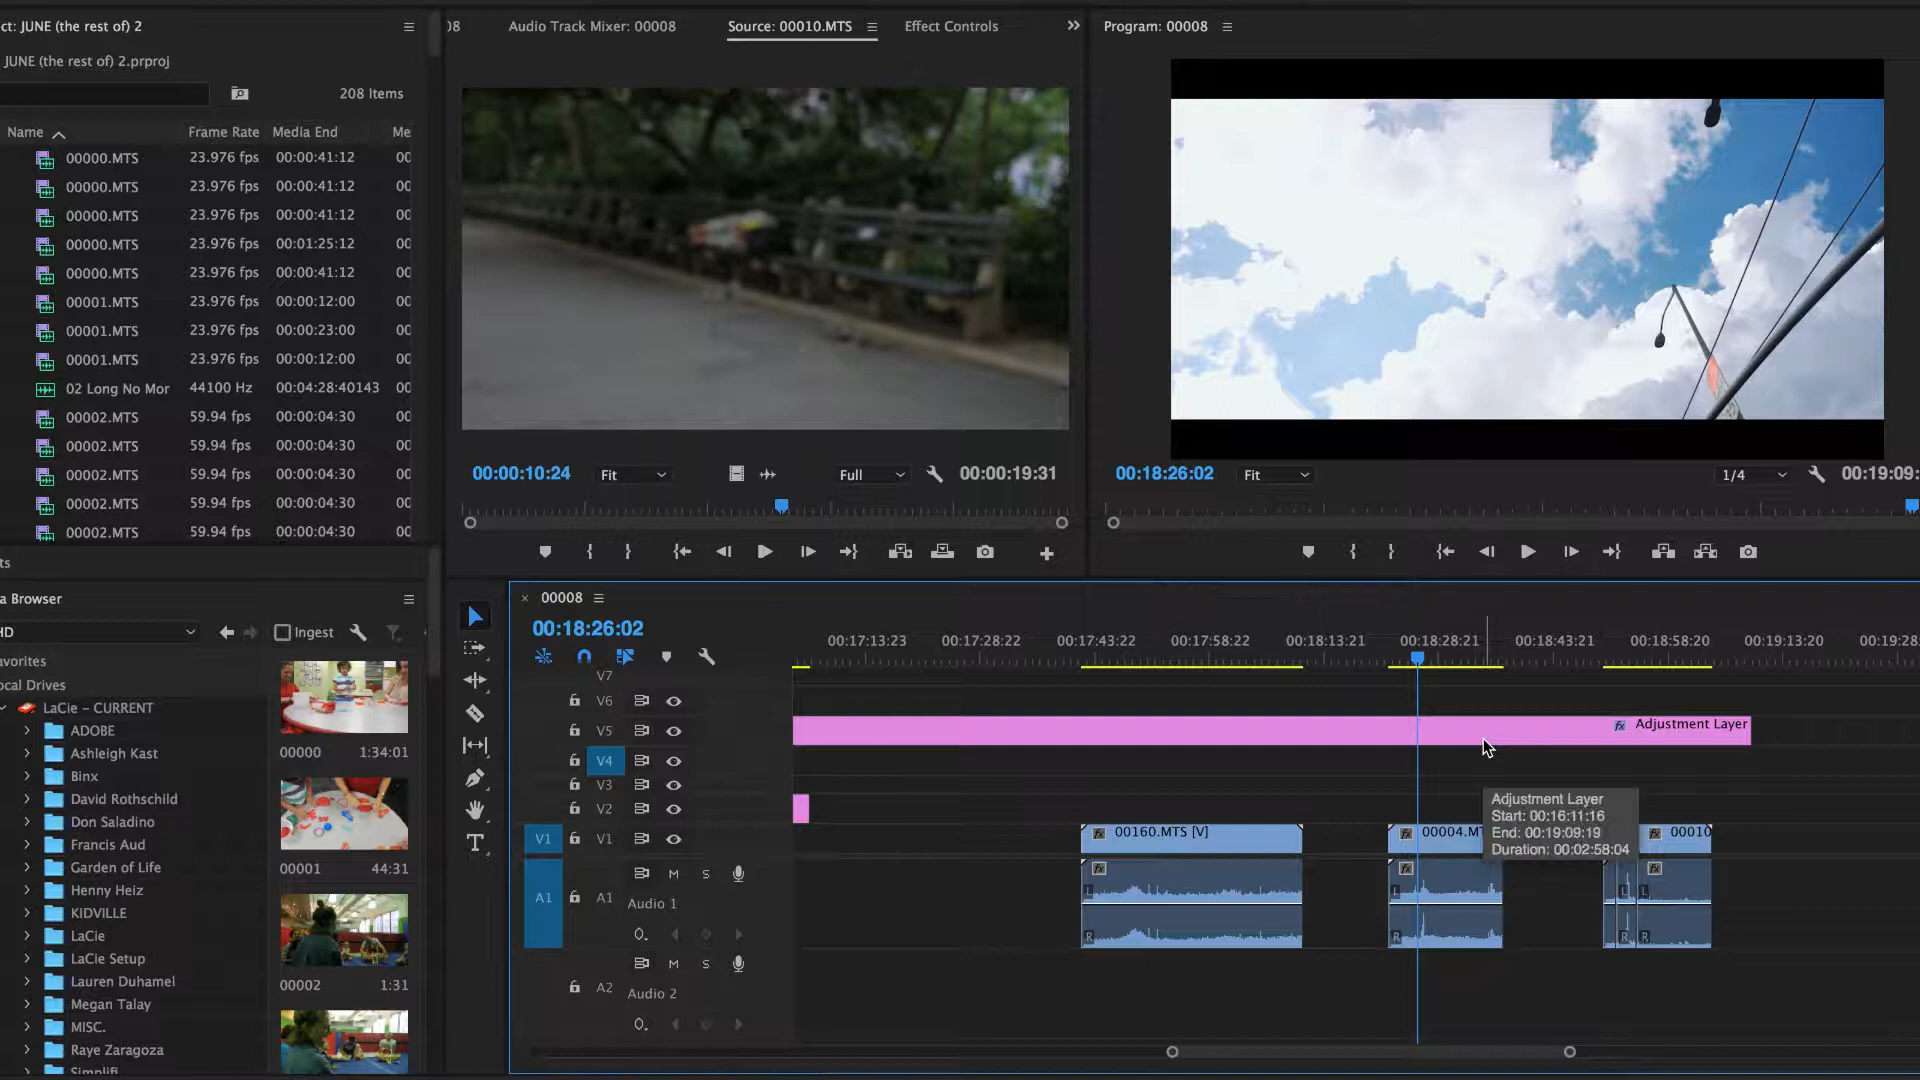 ct: JUNE (the rest of) 2
JUNE (the rest of) 2.prproj
208 Items
Name Frame Rate Media End Me
00000.MTS 23.976 fps 00:00:41:12 00
00000.MTS 23.976 fps 00:00:41:12 00
00000.MTS 23.976 fps 00:00:41:12 00
00000.MTS 23.976 fps 00:01:25:12 00
00000.MTS 23.976 fps 00:00:41:12 00
00001.MTS 23.976 fps 00:00:12:00 00
00001.MTS 23.976 fps 00:00:23:00 00
00001.MTS 23.976 fps 00:00:12:00 00
02 Long No Mor 44100 Hz 00:04:28:40143 00
00002.MTS 59.94 fps 00:00:04:30 00
00002.MTS 59.94 fps 00:00:04:30 00
00002.MTS 59.94 fps 00:00:04:30 00
00002.MTS 59.94 fps 00:00:04:30 00
00002.MTS 59.94 fps 00:00:04:30 00
08 Audio Track Mixer: 00008 Source: 00010.MTS Effect Controls
00:00:10:24 Fit Full 00:00:19:31
Program: 00008
00:18:26:02 Fit 1/4 00:19:09:
ts
a Browser
HD Ingest
avorites
ocal Drives
LaCie – CURRENT
ADOBE
Ashleigh Kast
Binx
David Rothschild
Don Saladino
Francis Aud
Garden of Life
Henny Heiz
KIDVILLE
LaCie
LaCie Setup
Lauren Duhamel
Megan Talay
MISC.
Raye Zaragoza
Simplifi
00000 1:34:01
00001 44:31
00002 1:31
T
00008
00:18:26:02
00:17:13:23 00:17:28:22 00:17:43:22 00:17:58:22 00:18:13:21 00:18:28:21 00:18:43:21 00:18:58:20 00:19:13:20 00:19:28:
V7
V6
V5 fx Adjustment Layer
V4
V3
V2
V1 V1 fx 00160.MTS [V] fx 00004.MT fx 00010
Adjustment Layer
Start: 00:16:11:16
End: 00:19:09:19
Duration: 00:02:58:04
M S fx fx fx
A1 A1 L L L L
Audio 1
R R R R
M S
A2 Audio 2